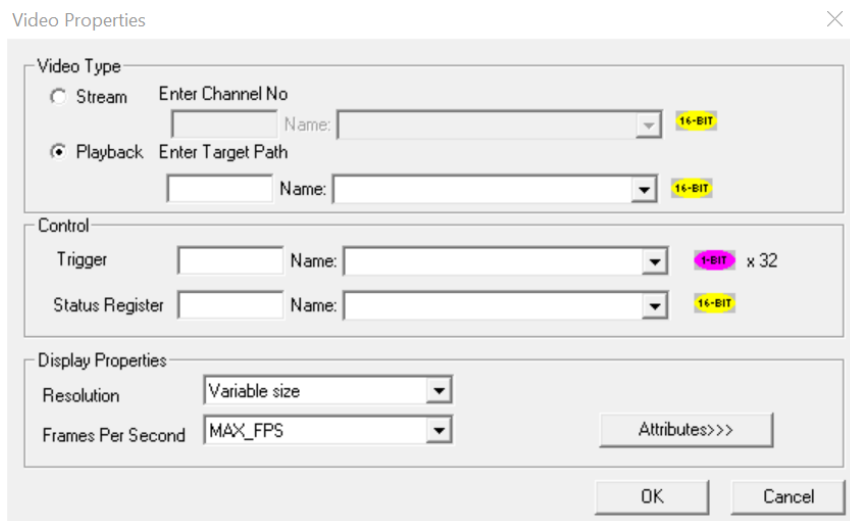 Video Properties
Video Type
Stream Enter Channel No
Name: 16-BIT
Playback Enter Target Path
Name: 16-BIT
Control
Trigger Name: 1-BIT x 32
Status Register Name: 16-BIT
Display Properties
Resolution Variable size
Frames Per Second MAX_FPS Attributes>>>
OK Cancel